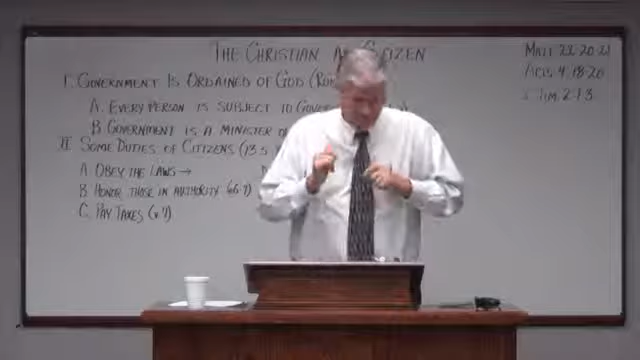 THE CHRISTIAN CITIZEN
MATT 22:20-21
I. GOVERNMENT IS ORDAINED OF GOD
ACTS 4:18-20
A. EVERY PERSON IS SUBJECT TO
TIM. 2:1-3
B GOVERNMENT IS A MINISTER
II SOME DUTIES OF CITIZENS (13:5
A OBEY THE LAWS →
B. HONOR THOSE IN AUTHORITY
C. PAY TAXES